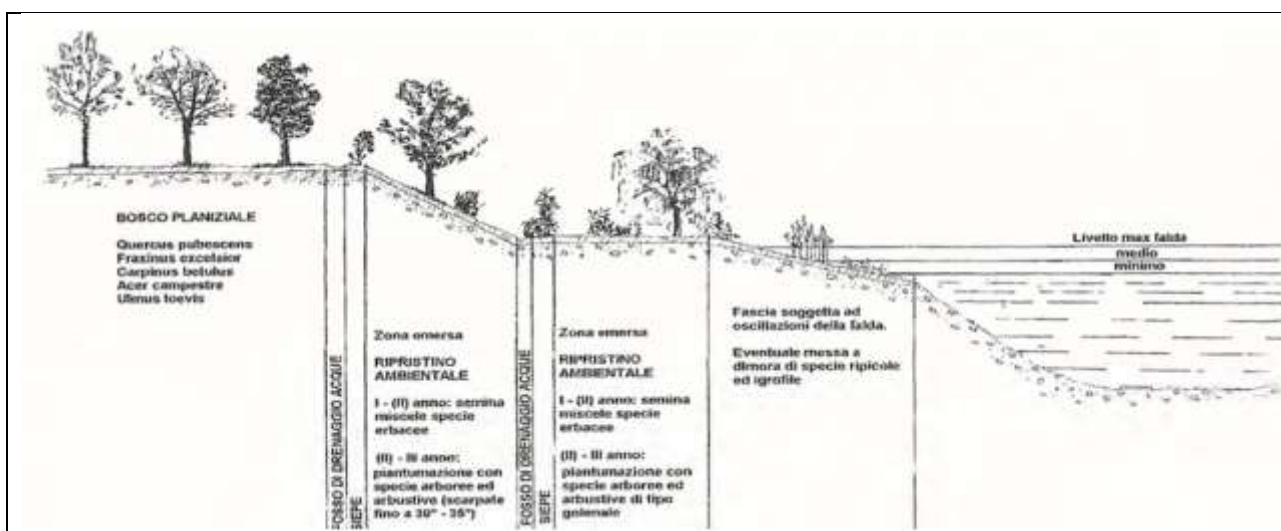 BOSCO PLANIZIALE
Quercus pubescens
Fraxinus excelsior
Carpinus betulus
Acer campestre
Ulmus loevis
FOSSO DI DRENAGGIO ACQUE
SIEPE
Zona emersa
RIPRISTINO
AMBIENTALE
I - (II) anno: semina
miscele specie
erbacee
(II) - III anno:
piantumazione con
specie arboree ed
arbustive (scarpate
fino a 30° - 35°)
FOSSO DI DRENAGGIO ACQUE
SIEPE
Zona emersa
RIPRISTINO
AMBIENTALE
I - (II) anno: semina
miscele specie
erbacee
(II) - III anno:
piantumazione con
specie arboree ed
arbustive di tipo
golenale
Fascia soggetta ad
oscillazioni della falda.
Eventuale messa a
dimora di specie ripicole
ed igrofile
Livello max falda
medio
minimo